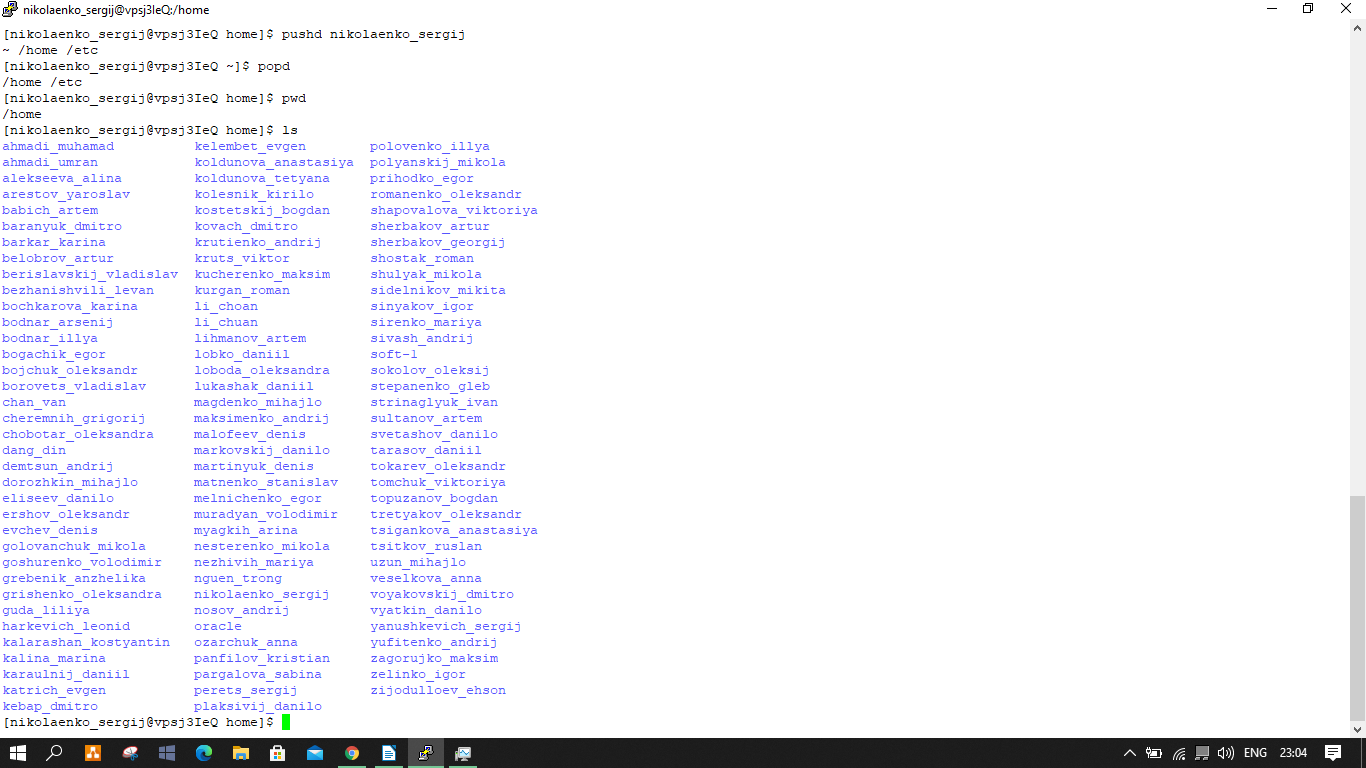 nikolaenko_sergij@vpsj3IeQ:/home
[nikolaenko_sergij@vpsj3IeQ home]$ pushd nikolaenko_sergij
~ /home /etc
[nikolaenko_sergij@vpsj3IeQ ~]$ popd
/home /etc
[nikolaenko_sergij@vpsj3IeQ home]$ pwd
/home
[nikolaenko_sergij@vpsj3IeQ home]$ ls
ahmadi_muhamad kelembet_evgen polovenko_illya
ahmadi_umran koldunova_anastasiya polyanskij_mikola
alekseeva_alina koldunova_tetyana prihodko_egor
arestov_yaroslav kolesnik_kirilo romanenko_oleksandr
babich_artem kostetskij_bogdan shapovalova_viktoriya
baranyuk_dmitro kovach_dmitro sherbakov_artur
barkar_karina krutienko_andrij sherbakov_georgij
belobrov_artur kruts_viktor shostak_roman
berislavskij_vladislav kucherenko_maksim shulyak_mikola
bezhanishvili_levan kurgan_roman sidelnikov_mikita
bochkarova_karina li_choan sinyakov_igor
bodnar_arsenij li_chuan sirenko_mariya
bodnar_illya lihmanov_artem sivash_andrij
bogachik_egor lobko_daniil soft-1
bojchuk_oleksandr loboda_oleksandra sokolov_oleksij
borovets_vladislav lukashak_daniil stepanenko_gleb
chan_van magdenko_mihajlo strinaglyuk_ivan
cheremnih_grigorij maksimenko_andrij sultanov_artem
chobotar_oleksandra malofeev_denis svetashov_danilo
dang_din markovskij_danilo tarasov_daniil
demtsun_andrij martinyuk_denis tokarev_oleksandr
dorozhkin_mihajlo matnenko_stanislav tomchuk_viktoriya
eliseev_danilo melnichenko_egor topuzanov_bogdan
ershov_oleksandr muradyan_volodimir tretyakov_oleksandr
evchev_denis myagkih_arina tsigankova_anastasiya
golovanchuk_mikola nesterenko_mikola tsitkov_ruslan
goshurenko_volodimir nezhivih_mariya uzun_mihajlo
grebenik_anzhelika nguen_trong veselkova_anna
grishenko_oleksandra nikolaenko_sergij voyakovskij_dmitro
guda_liliya nosov_andrij vyatkin_danilo
harkevich_leonid oracle yanushkevich_sergij
kalarashan_kostyantin ozarchuk_anna yufitenko_andrij
kalina_marina panfilov_kristian zagorujko_maksim
karaulnij_daniil pargalova_sabina zelinko_igor
katrich_evgen perets_sergij zijodulloev_ehson
kebap_dmitro plaksivij_danilo
[nikolaenko_sergij@vpsj3IeQ home]$
ENG 23:04